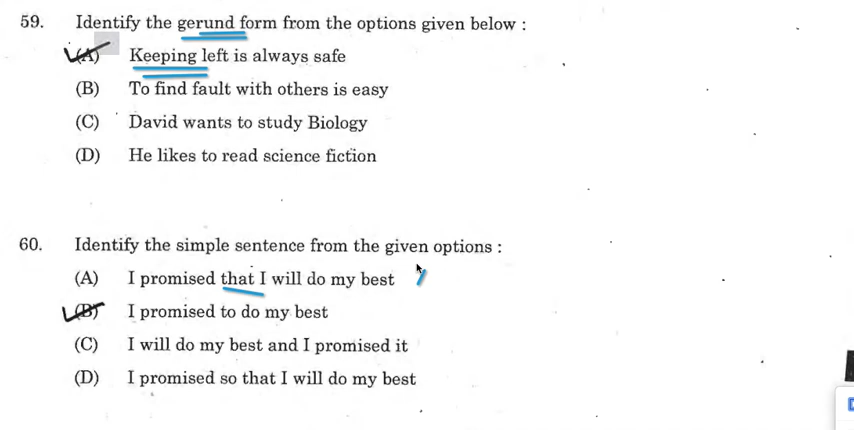 59. Identify the gerund form from the options given below :
(A) Keeping left is always safe
(B) To find fault with others is easy
(C) David wants to study Biology
(D) He likes to read science fiction
60. Identify the simple sentence from the given options :
(A) I promised that I will do my best
(B) I promised to do my best
(C) I will do my best and I promised it
(D) I promised so that I will do my best